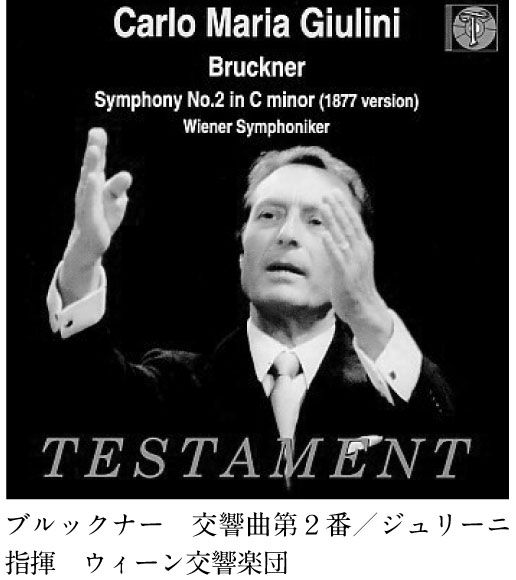 Carlo Maria Giulini
Bruckner
Symphony No.2 in C minor (1877 version)
Wiener Symphoniker
TESTAMENT
ブルックナー　交響曲第２番／ジュリーニ
指揮　ウィーン交響楽団